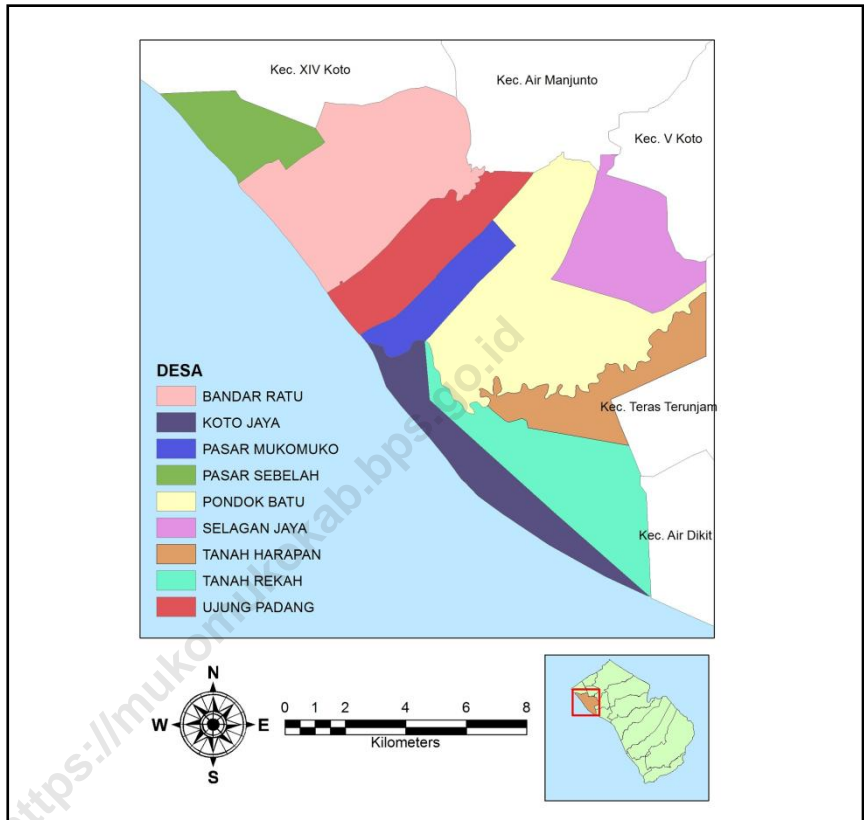 Kec. XIV Koto
Kec. Air Manjunto
Kec. V Koto
Kec. Teras Terunjam
Kec. Air Dikit
DESA
BANDAR RATU
KOTO JAYA
PASAR MUKOMUKO
PASAR SEBELAH
PONDOK BATU
SELAGAN JAYA
TANAH HARAPAN
TANAH REKAH
UJUNG PADANG
N
W E
S
0 1 2 4 6 8
Kilometers
https://mukomukokab.bps.go.id